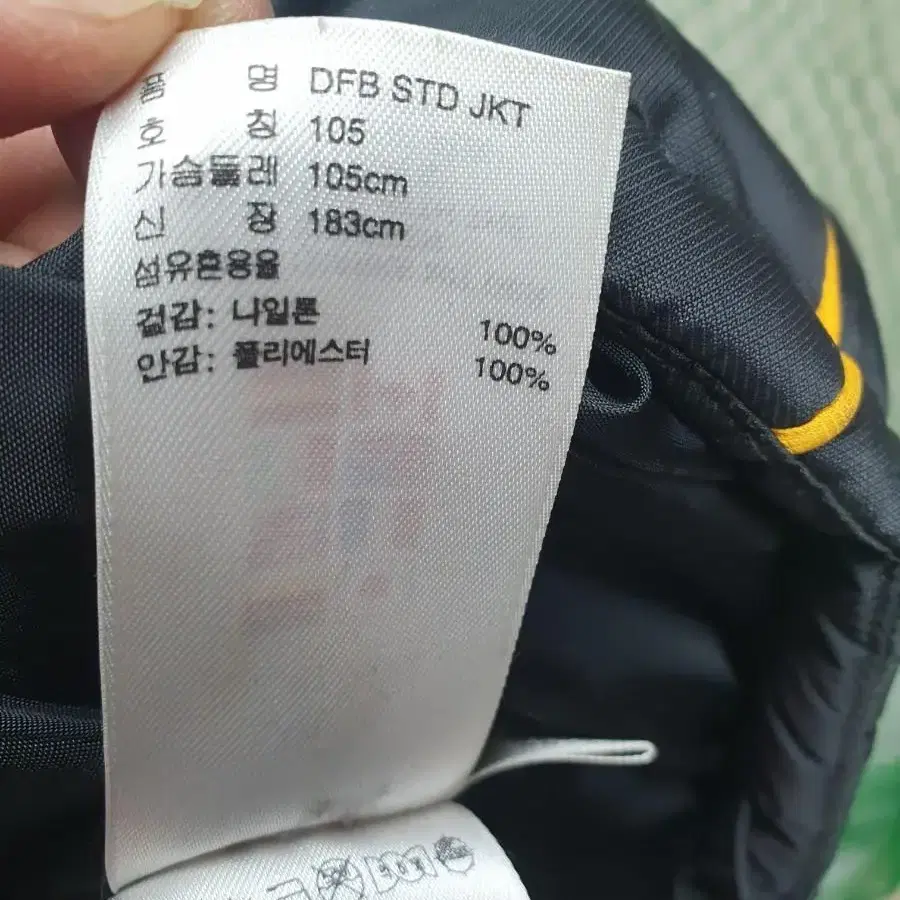 품 명 DFB STD JKT
호 칭 105
가슴둘레 105cm
신 장 183cm
섬유혼용율
겉감: 나일론 100%
안감: 폴리에스터 100%